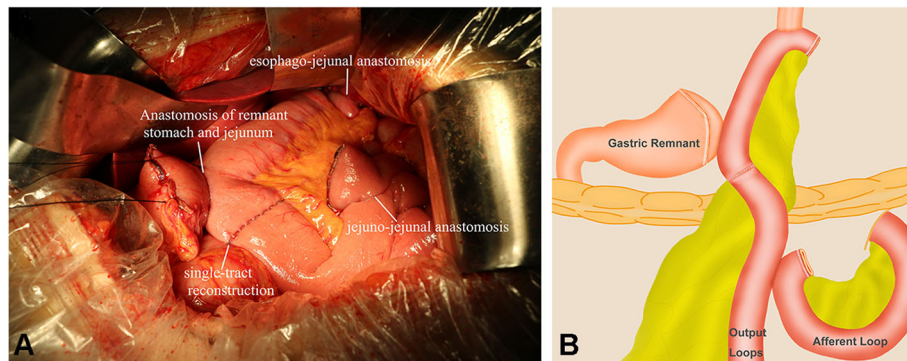 esophago-jejunal anastomosis
Anastomosis of remnant
stomach and jejunum
jejuno-jejunal anastomosis
single-tract
reconstruction
A
Gastric Remnant
Output
Loops
Afferent Loop
B